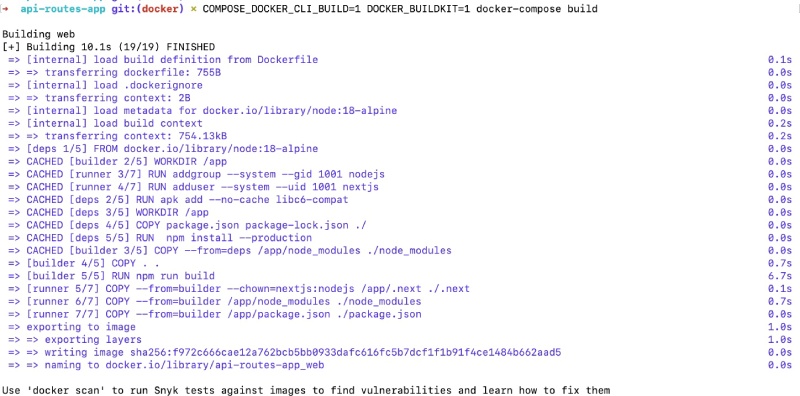 → api-routes-app git:(docker) × COMPOSE_DOCKER_CLI_BUILD=1 DOCKER_BUILDKIT=1 docker-compose build
Building web
[+] Building 10.1s (19/19) FINISHED
=> [internal] load build definition from Dockerfile 0.1s
=> => transferring dockerfile: 755B 0.0s
=> [internal] load .dockerignore 0.0s
=> => transferring context: 2B 0.0s
=> [internal] load metadata for docker.io/library/node:18-alpine 0.0s
=> [internal] load build context 0.2s
=> => transferring context: 754.13kB 0.2s
=> [deps 1/5] FROM docker.io/library/node:18-alpine 0.0s
=> CACHED [builder 2/5] WORKDIR /app 0.0s
=> CACHED [runner 3/7] RUN addgroup --system --gid 1001 nodejs 0.0s
=> CACHED [runner 4/7] RUN adduser --system --uid 1001 nextjs 0.0s
=> CACHED [deps 2/5] RUN apk add --no-cache libc6-compat 0.0s
=> CACHED [deps 3/5] WORKDIR /app 0.0s
=> CACHED [deps 4/5] COPY package.json package-lock.json ./ 0.0s
=> CACHED [deps 5/5] RUN  npm install --production 0.0s
=> CACHED [builder 3/5] COPY --from=deps /app/node_modules ./node_modules 0.0s
=> [builder 4/5] COPY . . 0.7s
=> [builder 5/5] RUN npm run build 6.7s
=> [runner 5/7] COPY --from=builder --chown=nextjs:nodejs /app/.next ./.next 0.1s
=> [runner 6/7] COPY --from=builder /app/node_modules ./node_modules 0.7s
=> [runner 7/7] COPY --from=builder /app/package.json ./package.json 0.0s
=> exporting to image 1.0s
=> => exporting layers 1.0s
=> => writing image sha256:f972c666cae12a762bcb5bb0933dafc616fc5b7dcf1f1b91f4ce1484b662aad5 0.0s
=> => naming to docker.io/library/api-routes-app_web 0.0s
Use 'docker scan' to run Snyk tests against images to find vulnerabilities and learn how to fix them